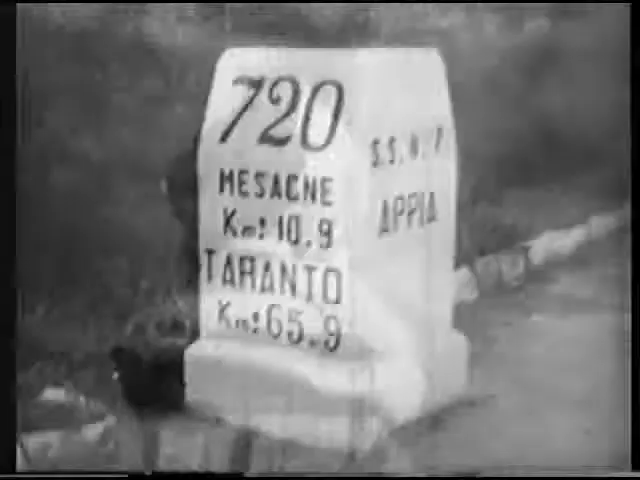 720
MESAGNE
Km: 10.9
TARANTO
Km: 65.9
S.S. N. 7
APPIA